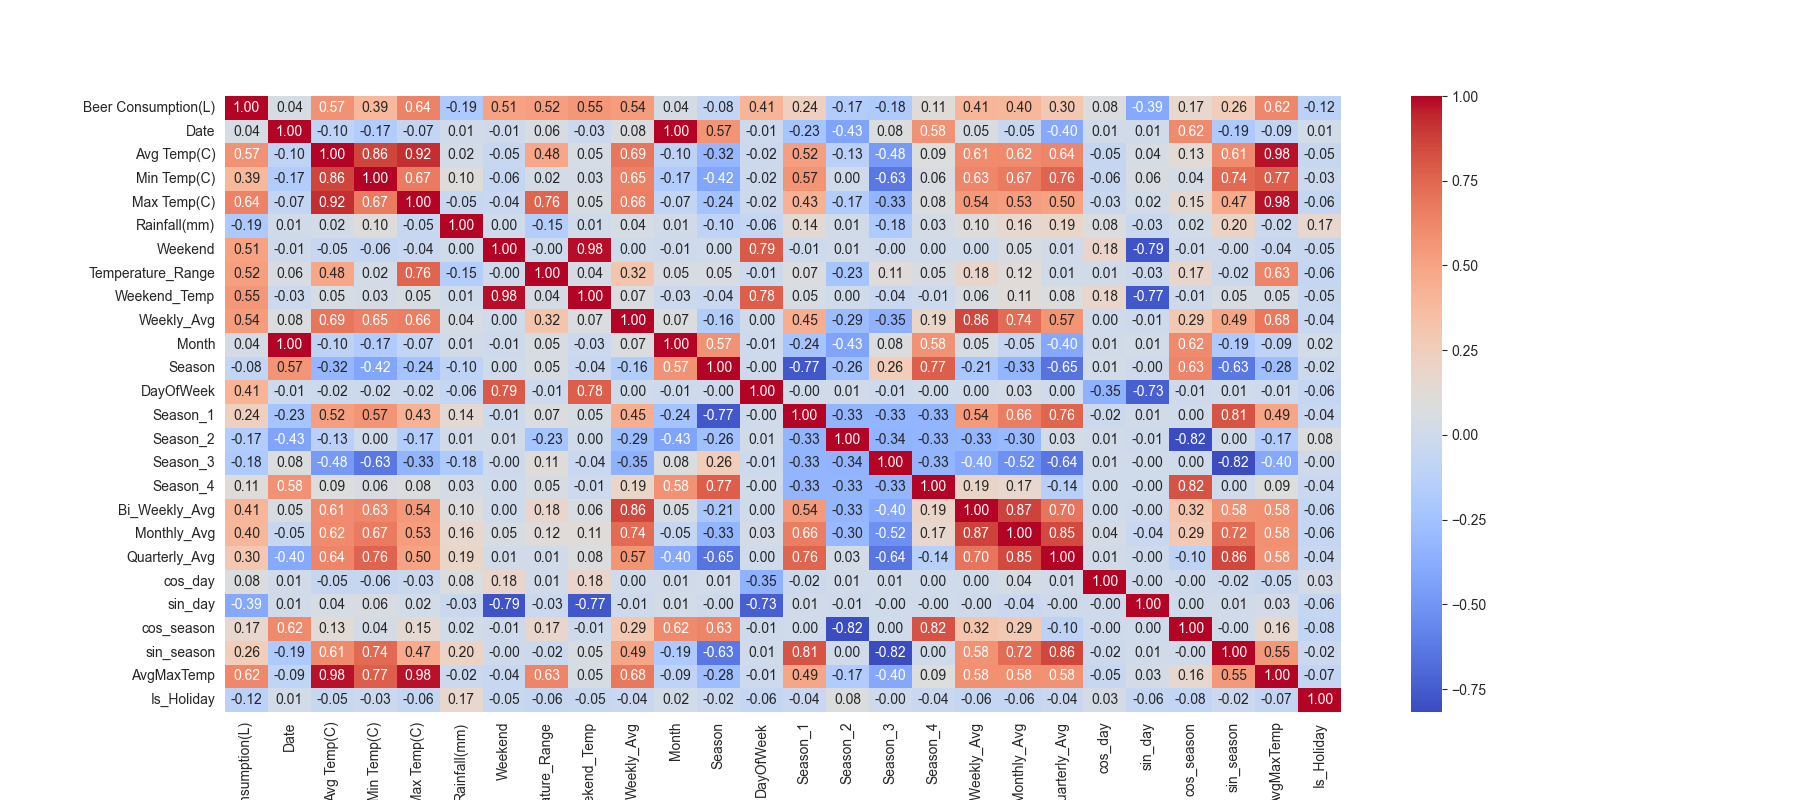 Beer Consumption(L) 1.00 0.04 0.57 0.39 0.64 -0.19 0.51 0.52 0.55 0.54 0.04 -0.08 0.41 0.24 -0.17 -0.18 0.11 0.41 0.40 0.30 0.08 -0.39 0.17 0.26 0.62 -0.12
Date 0.04 1.00 -0.10 -0.17 -0.07 0.01 -0.01 0.06 -0.03 0.08 1.00 0.57 -0.01 -0.23 -0.43 0.08 0.58 0.05 -0.05 -0.40 0.01 0.01 0.62 -0.19 -0.09 0.01
Avg Temp(C) 0.57 -0.10 1.00 0.86 0.92 0.02 -0.05 0.48 0.05 0.69 -0.10 -0.32 -0.02 0.52 -0.13 -0.48 0.09 0.61 0.62 0.64 -0.05 0.04 0.13 0.61 0.98 -0.05
Min Temp(C) 0.39 -0.17 0.86 1.00 0.67 0.10 -0.06 0.02 0.03 0.65 -0.17 -0.42 -0.02 0.57 0.00 -0.63 0.06 0.63 0.67 0.76 -0.06 0.06 0.04 0.74 0.77 -0.03
Max Temp(C) 0.64 -0.07 0.92 0.67 1.00 -0.05 -0.04 0.76 0.05 0.66 -0.07 -0.24 -0.02 0.43 -0.17 -0.33 0.08 0.54 0.53 0.50 -0.03 0.02 0.15 0.47 0.98 -0.06
Rainfall(mm) -0.19 0.01 0.02 0.10 -0.05 1.00 0.00 -0.15 0.01 0.04 0.01 -0.10 -0.06 0.14 0.01 -0.18 0.03 0.10 0.16 0.19 0.08 -0.03 0.02 0.20 -0.02 0.17
Weekend 0.51 -0.01 -0.05 -0.06 -0.04 0.00 1.00 -0.00 0.98 0.00 -0.01 0.00 0.79 -0.01 0.01 -0.00 0.00 0.00 0.05 0.01 0.18 -0.79 -0.01 -0.00 -0.04 -0.05
Temperature_Range 0.52 0.06 0.48 0.02 0.76 -0.15 -0.00 1.00 0.04 0.32 0.05 0.05 -0.01 0.07 -0.23 0.11 0.05 0.18 0.12 0.01 0.01 -0.03 0.17 -0.02 0.63 -0.06
Weekend_Temp 0.55 -0.03 0.05 0.03 0.05 0.01 0.98 0.04 1.00 0.07 -0.03 -0.04 0.78 0.05 0.00 -0.04 -0.01 0.06 0.11 0.08 0.18 -0.77 -0.01 0.05 0.05 -0.05
Weekly_Avg 0.54 0.08 0.69 0.65 0.66 0.04 0.00 0.32 0.07 1.00 0.07 -0.16 0.00 0.45 -0.29 -0.35 0.19 0.86 0.74 0.57 0.00 -0.01 0.29 0.49 0.68 -0.04
Month 0.04 1.00 -0.10 -0.17 -0.07 0.01 -0.01 0.05 -0.03 0.07 1.00 0.57 -0.01 -0.24 -0.43 0.08 0.58 0.05 -0.05 -0.40 0.01 0.01 0.62 -0.19 -0.09 0.02
Season -0.08 0.57 -0.32 -0.42 -0.24 -0.10 0.00 0.05 -0.04 -0.16 0.57 1.00 -0.00 -0.77 -0.26 0.26 0.77 -0.21 -0.33 -0.65 0.01 -0.00 0.63 -0.63 -0.28 -0.02
DayOfWeek 0.41 -0.01 -0.02 -0.02 -0.02 -0.06 0.79 -0.01 0.78 0.00 -0.01 -0.00 1.00 -0.00 0.01 -0.01 -0.00 0.00 0.03 0.00 -0.35 -0.73 -0.01 0.01 -0.01 -0.06
Season_1 0.24 -0.23 0.52 0.57 0.43 0.14 -0.01 0.07 0.05 0.45 -0.24 -0.77 -0.00 1.00 -0.33 -0.33 -0.33 0.54 0.66 0.76 -0.02 0.01 0.00 0.81 0.49 -0.04
Season_2 -0.17 -0.43 -0.13 0.00 -0.17 0.01 0.01 -0.23 0.00 -0.29 -0.43 -0.26 0.01 -0.33 1.00 -0.34 -0.33 -0.33 -0.30 0.03 0.01 -0.01 -0.82 0.00 -0.17 0.08
Season_3 -0.18 0.08 -0.48 -0.63 -0.33 -0.18 -0.00 0.11 -0.04 -0.35 0.08 0.26 -0.01 -0.33 -0.34 1.00 -0.33 -0.40 -0.52 -0.64 0.01 -0.00 0.00 -0.82 -0.40 -0.00
Season_4 0.11 0.58 0.09 0.06 0.08 0.03 0.00 0.05 -0.01 0.19 0.58 0.77 -0.00 -0.33 -0.33 -0.33 1.00 0.19 0.17 -0.14 0.00 -0.00 0.82 0.00 0.09 -0.04
Bi_Weekly_Avg 0.41 0.05 0.61 0.63 0.54 0.10 0.00 0.18 0.06 0.86 0.05 -0.21 0.00 0.54 -0.33 -0.40 0.19 1.00 0.87 0.70 0.00 -0.00 0.32 0.58 0.58 -0.06
Monthly_Avg 0.40 -0.05 0.62 0.67 0.53 0.16 0.05 0.12 0.11 0.74 -0.05 -0.33 0.03 0.66 -0.30 -0.52 0.17 0.87 1.00 0.85 0.04 -0.04 0.29 0.72 0.58 -0.06
Quarterly_Avg 0.30 -0.40 0.64 0.76 0.50 0.19 0.01 0.01 0.08 0.57 -0.40 -0.65 0.00 0.76 0.03 -0.64 -0.14 0.70 0.85 1.00 0.01 -0.00 -0.10 0.86 0.58 -0.04
cos_day 0.08 0.01 -0.05 -0.06 -0.03 0.08 0.18 0.01 0.18 0.00 0.01 0.01 -0.35 -0.02 0.01 0.01 0.00 0.00 0.04 0.01 1.00 -0.00 -0.00 -0.02 -0.05 0.03
sin_day -0.39 0.01 0.04 0.06 0.02 -0.03 -0.79 -0.03 -0.77 -0.01 0.01 -0.00 -0.73 0.01 -0.01 -0.00 -0.00 -0.00 -0.04 -0.00 -0.00 1.00 0.00 0.01 0.03 -0.06
cos_season 0.17 0.62 0.13 0.04 0.15 0.02 -0.01 0.17 -0.01 0.29 0.62 0.63 -0.01 0.00 -0.82 0.00 0.82 0.32 0.29 -0.10 -0.00 0.00 1.00 -0.00 0.16 -0.08
sin_season 0.26 -0.19 0.61 0.74 0.47 0.20 -0.00 -0.02 0.05 0.49 -0.19 -0.63 0.01 0.81 0.00 -0.82 0.00 0.58 0.72 0.86 -0.02 0.01 -0.00 1.00 0.55 -0.02
AvgMaxTemp 0.62 -0.09 0.98 0.77 0.98 -0.02 -0.04 0.63 0.05 0.68 -0.09 -0.28 -0.01 0.49 -0.17 -0.40 0.09 0.58 0.58 0.58 -0.05 0.03 0.16 0.55 1.00 -0.07
Is_Holiday -0.12 0.01 -0.05 -0.03 -0.06 0.17 -0.05 -0.06 -0.05 -0.04 0.02 -0.02 -0.06 -0.04 0.08 -0.00 -0.04 -0.06 -0.06 -0.04 0.03 -0.06 -0.08 -0.02 -0.07 1.00
nsumption(L)
Date
Avg Temp(C)
Min Temp(C)
Max Temp(C)
Rainfall(mm)
Weekend
ature_Range
ekend_Temp
Weekly_Avg
Month
Season
DayOfWeek
Season_1
Season_2
Season_3
Season_4
Weekly_Avg
Monthly_Avg
uarterly_Avg
cos_day
sin_day
cos_season
sin_season
AvgMaxTemp
Is_Holiday
1.00
0.75
0.50
0.25
0.00
−0.25
−0.50
−0.75